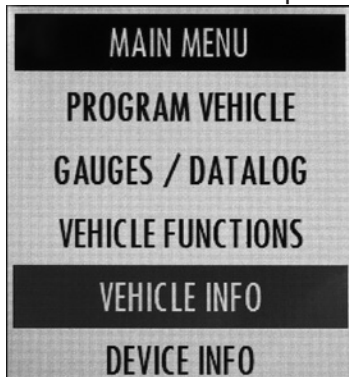 MAIN MENU
PROGRAM VEHICLE
GAUGES / DATALOG
VEHICLE FUNCTIONS
VEHICLE INFO
DEVICE INFO